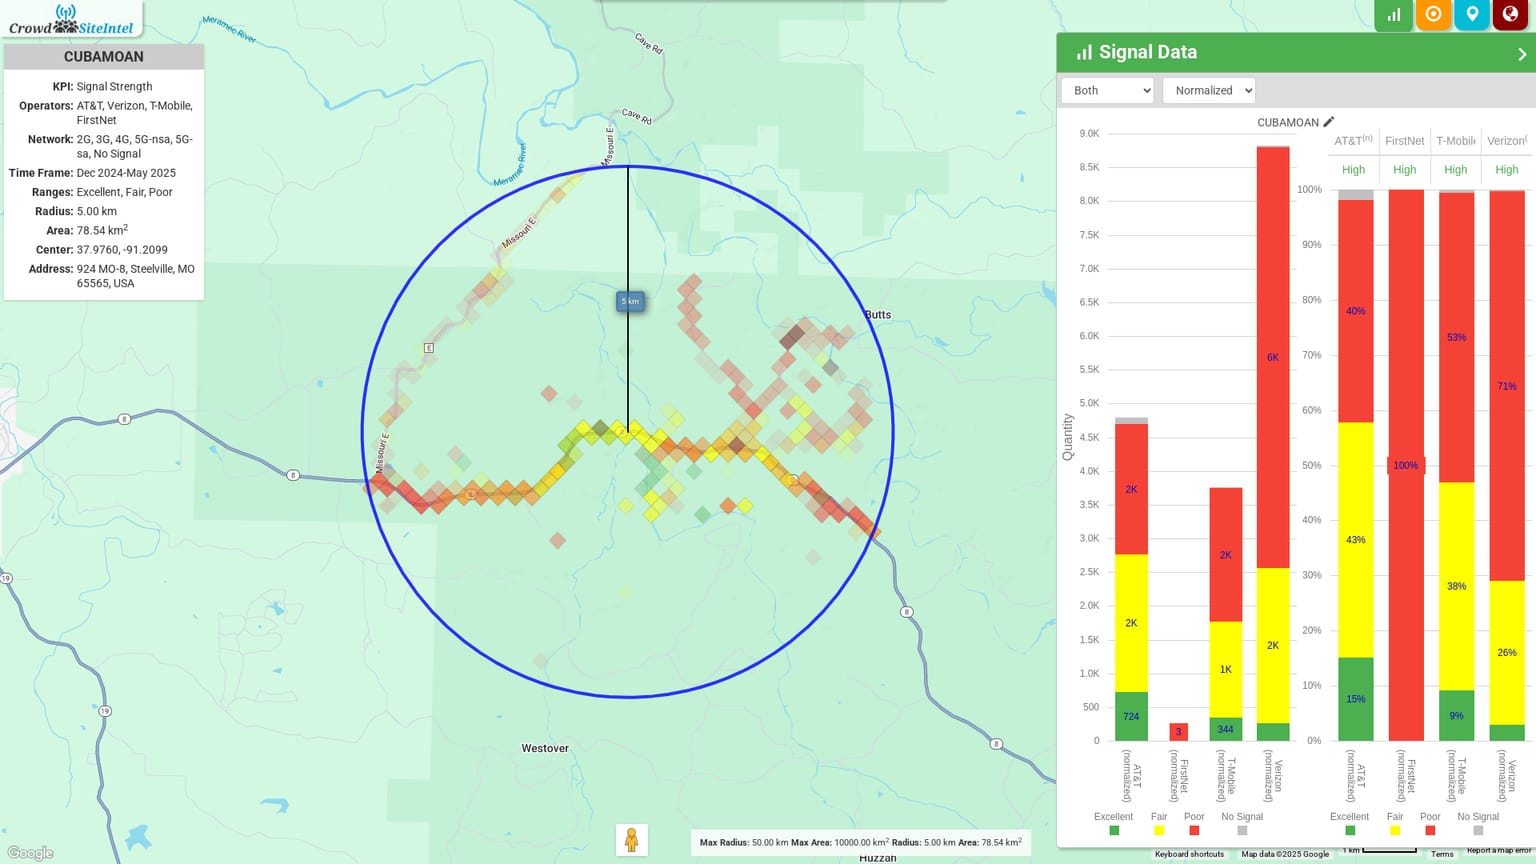 Crowd SiteIntel
CUBAMOAN
KPI: Signal Strength
Operators: AT&T, Verizon, T-Mobile,
FirstNet
Network: 2G, 3G, 4G, 5G-nsa, 5G-
sa, No Signal
Time Frame: Dec 2024-May 2025
Ranges: Excellent, Fair, Poor
Radius: 5.00 km
Area: 78.54 km2
Center: 37.9760, -91.2099
Address: 924 MO-8, Steelville, MO
65565, USA
Meramec River
Cave Rd
Cave Rd
Missouri E
Meramec River
Missouri E
5 km
Butts
E
8
Missouri E
8
8
19
8
19
8
Westover
8
Huzzah
Google
Max Radius: 50.00 km Max Area: 10000.00 km2 Radius: 5.00 km Area: 78.54 km2
Signal Data
Both
Normalized
CUBAMOAN
Quantity
9.0K
8.5K
8.0K
7.5K
7.0K
6.5K
6.0K
5.5K
5.0K
4.5K
4.0K
3.5K
3.0K
2.5K
2.0K
1.5K
1.0K
500
0
2K
2K
724
3
2K
1K
344
6K
2K
AT&T (normalized)
FirstNet (normalized)
T-Mobile (normalized)
Verizon (normalized)
Excellent Fair Poor No Signal
AT&T(n) FirstNet T-Mobile Verizon(
High High High High
100%
90%
80%
70%
60%
50%
40%
30%
20%
10%
0%
40%
43%
15%
100%
53%
38%
9%
71%
26%
AT&T (normalized)
FirstNet (normalized)
T-Mobile (normalized)
Verizon (normalized)
Excellent Fair Poor No Signal
Keyboard shortcuts Map data ©2025 Google 1 km Terms Report a map error